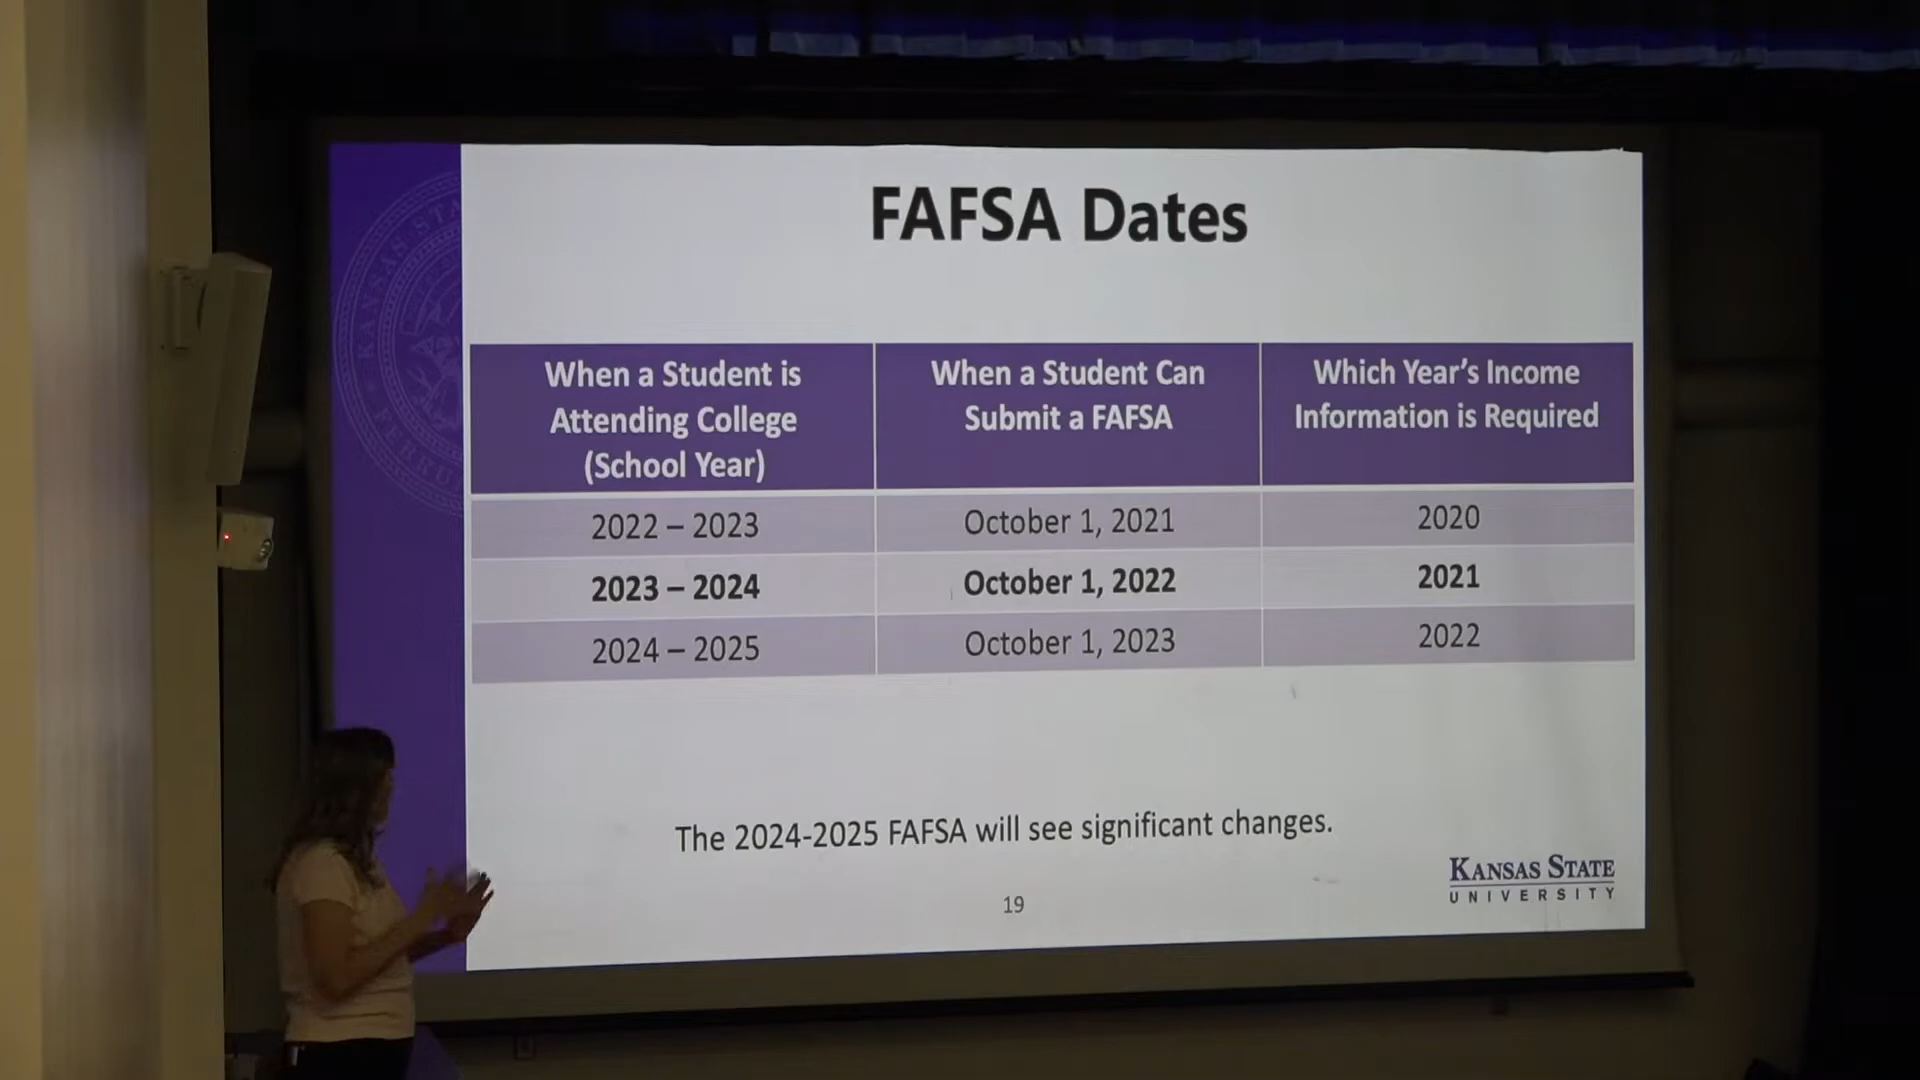 FAFSA Dates
When a Student is
Attending College
(School Year)
When a Student Can
Submit a FAFSA
Which Year's Income
Information is Required
2022 – 2023 October 1, 2021 2020
2023 – 2024 October 1, 2022 2021
2024 – 2025 October 1, 2023 2022
The 2024-2025 FAFSA will see significant changes.
19
KANSAS STATE
UNIVERSITY
KANSAS STA